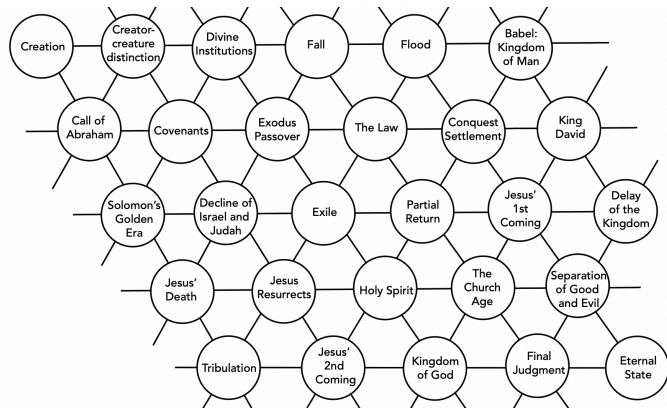 Creation
Creator-
creature
distinction
Divine
Institutions
Fall
Flood
Babel:
Kingdom
of Man
Call of
Abraham
Covenants
Exodus
Passover
The Law
Conquest
Settlement
King
David
Solomon's
Golden
Era
Decline of
Israel and
Judah
Exile
Partial
Return
Jesus'
1st
Coming
Delay
of the
Kingdom
Jesus'
Death
Jesus
Resurrects
Holy Spirit
The
Church
Age
Separation
of Good
and Evil
Tribulation
Jesus'
2nd
Coming
Kingdom
of God
Final
Judgment
Eternal
State